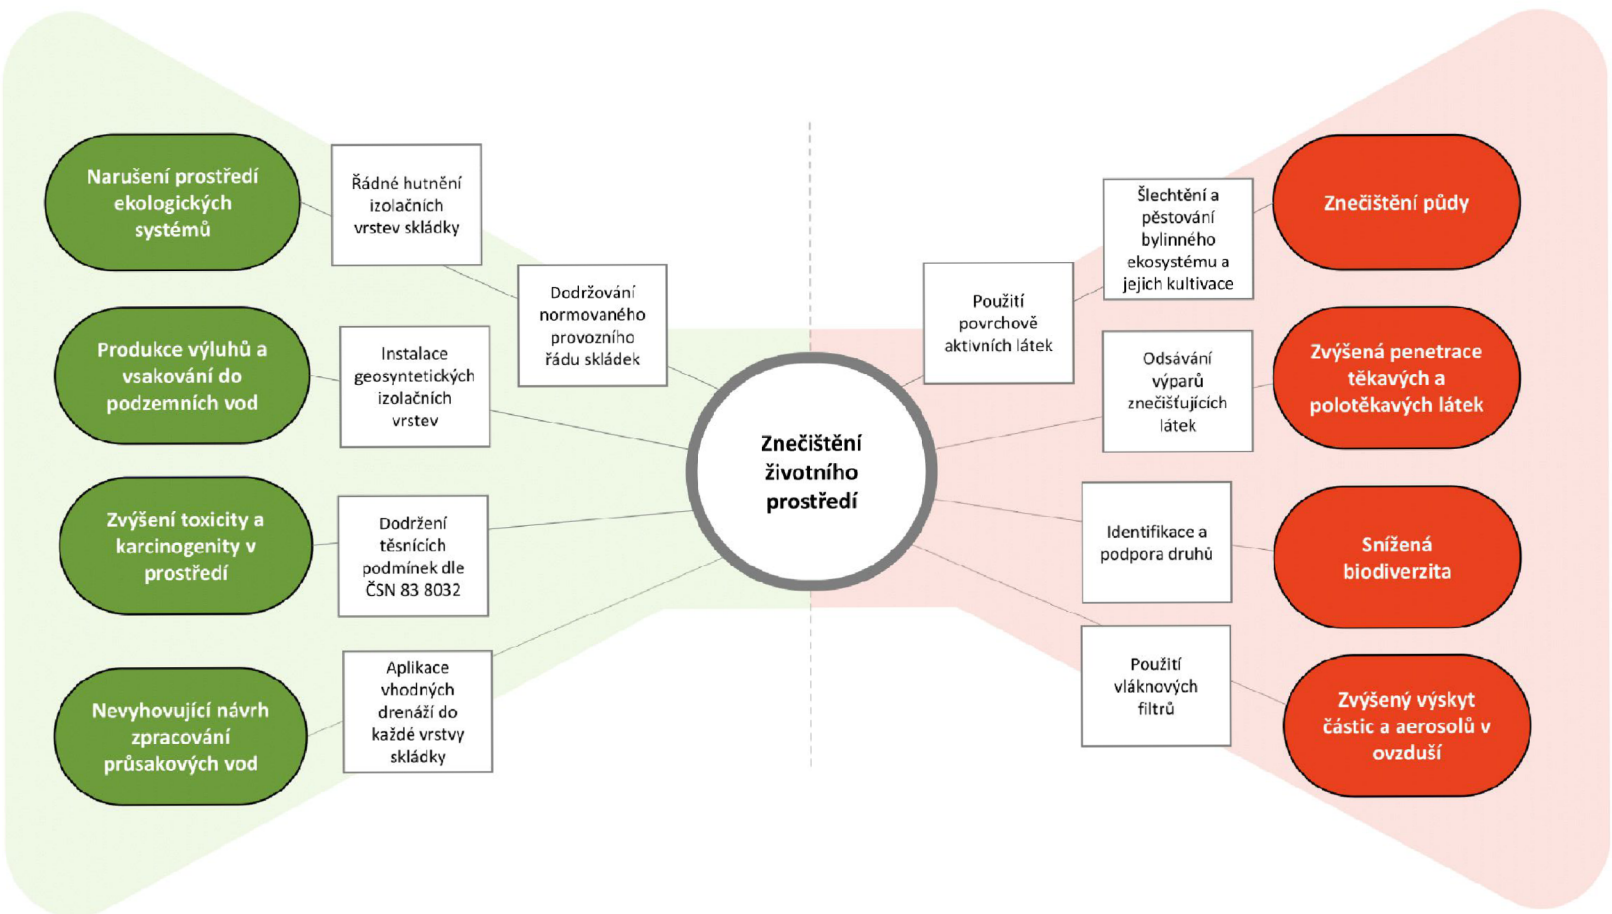 Narušení prostředí
ekologických
systémů
Řádné hutnění
izolačních
vrstev skládky
Dodržování
normovaného
provozního
řádu skládek
Produkce výluhů a
vsakování do
podzemních vod
Instalace
geosyntetických
izolačních
vrstev
Zvýšení toxicity a
karcinogenity v
prostředí
Dodržení
těsnících
podmínek dle
ČSN 83 8032
Nevyhovující návrh
zpracování
průsakových vod
Aplikace
vhodných
drenáží do
každé vrstvy
skládky
Znečištění
životního
prostředí
Použití
povrchově
aktivních látek
Šlechtění a
pěstování
bylinného
ekosystému a
jejich kultivace
Znečištění půdy
Odsávání
výparů
znečišťujících
látek
Zvýšená penetrace
těkavých a
polotěkavých látek
Identifikace a
podpora druhů
Snížená
biodiverzita
Použití
vláknových
filtrů
Zvýšený výskyt
částic a aerosolů v
ovzduší